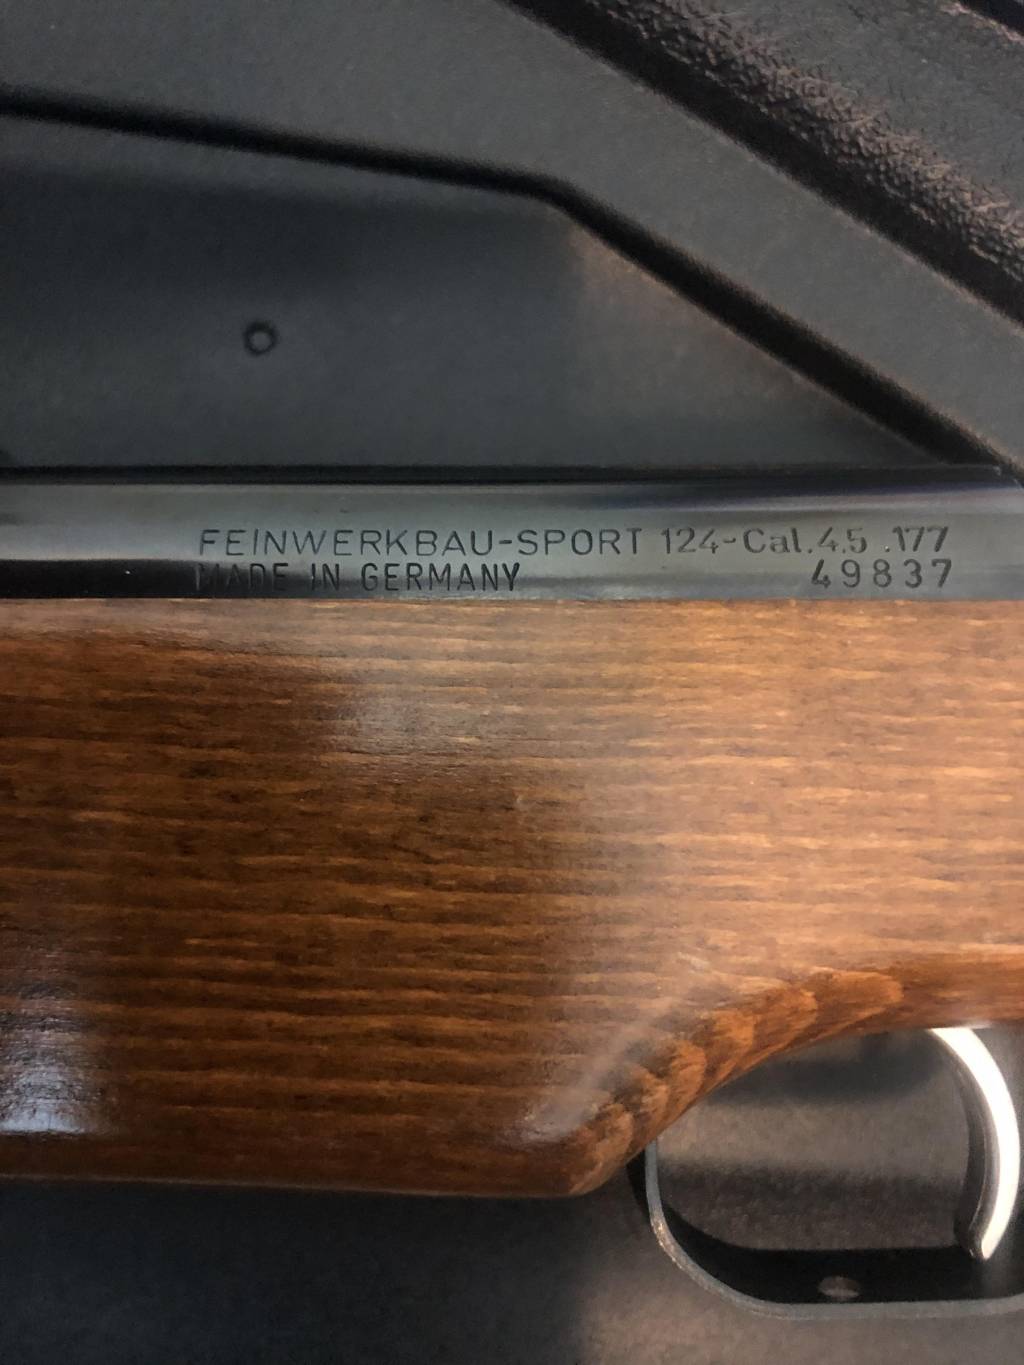 FEINWERKBAU-SPORT 124-Cal.4.5 .177
MADE IN GERMANY 49837